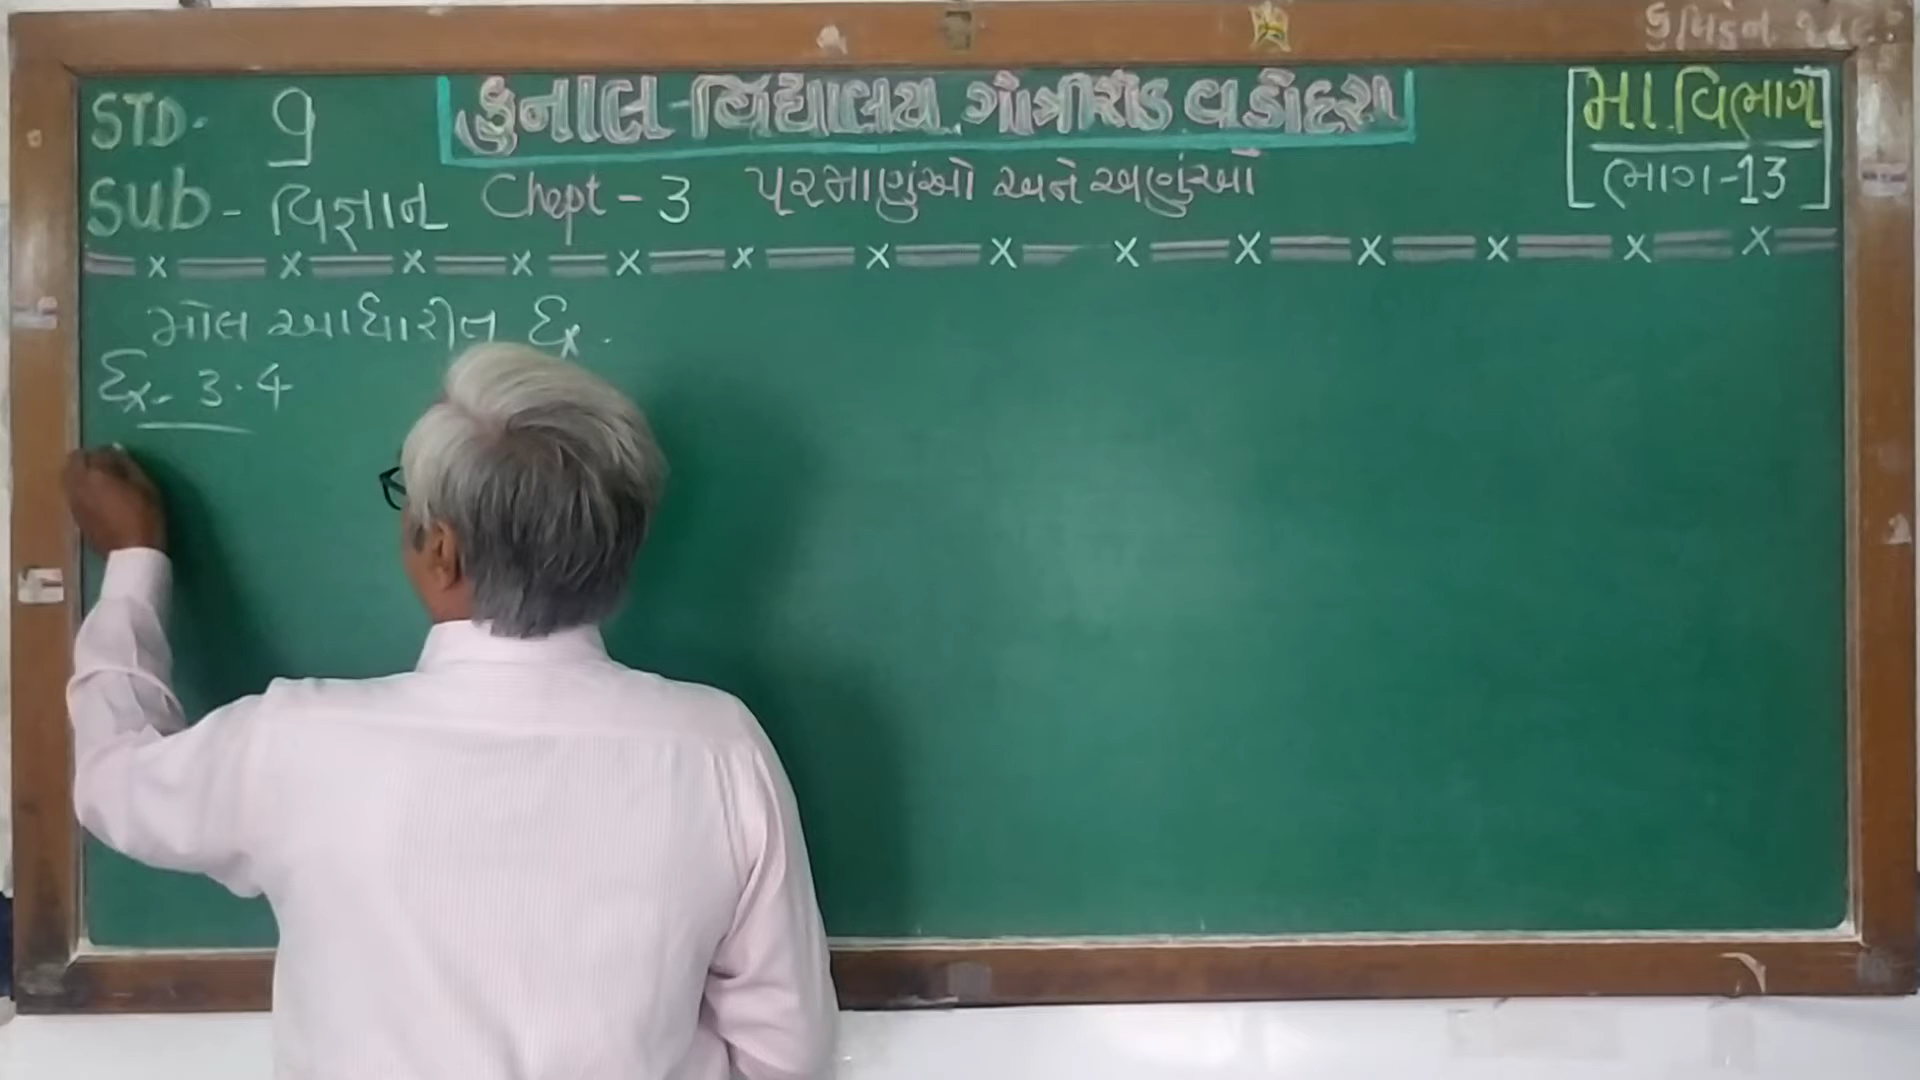 STD- 9
કુનાલ વિદ્યાલય ગોત્રીરોડ વડોદરા
મા. વિભાગ
ભાગ-13
Sub - વિજ્ઞાન Chept - 3 પરમાણુંઓ અને અણુંઓ
મોલ આધારીત Ex.
Ex- 3.4